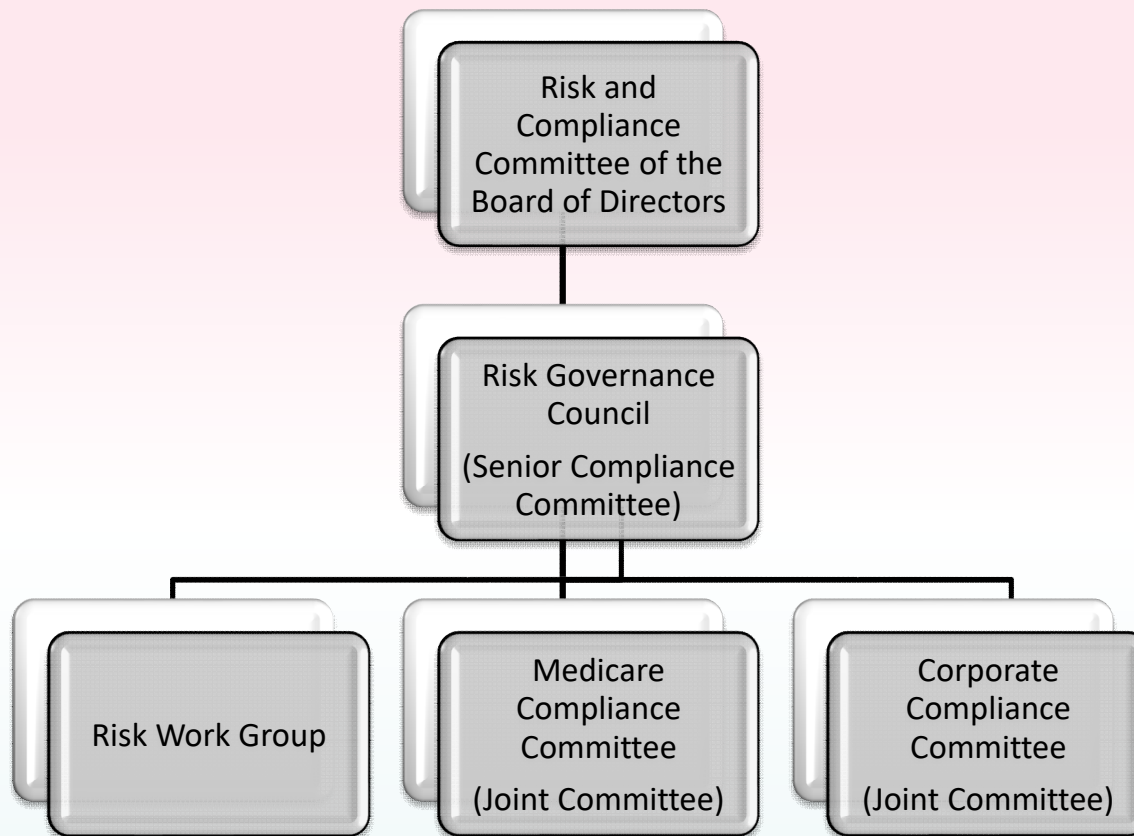 Risk and
Compliance
Committee of the
Board of Directors
Risk Governance
Council
(Senior Compliance
Committee)
Risk Work Group
Medicare
Compliance
Committee
(Joint Committee)
Corporate
Compliance
Committee
(Joint Committee)